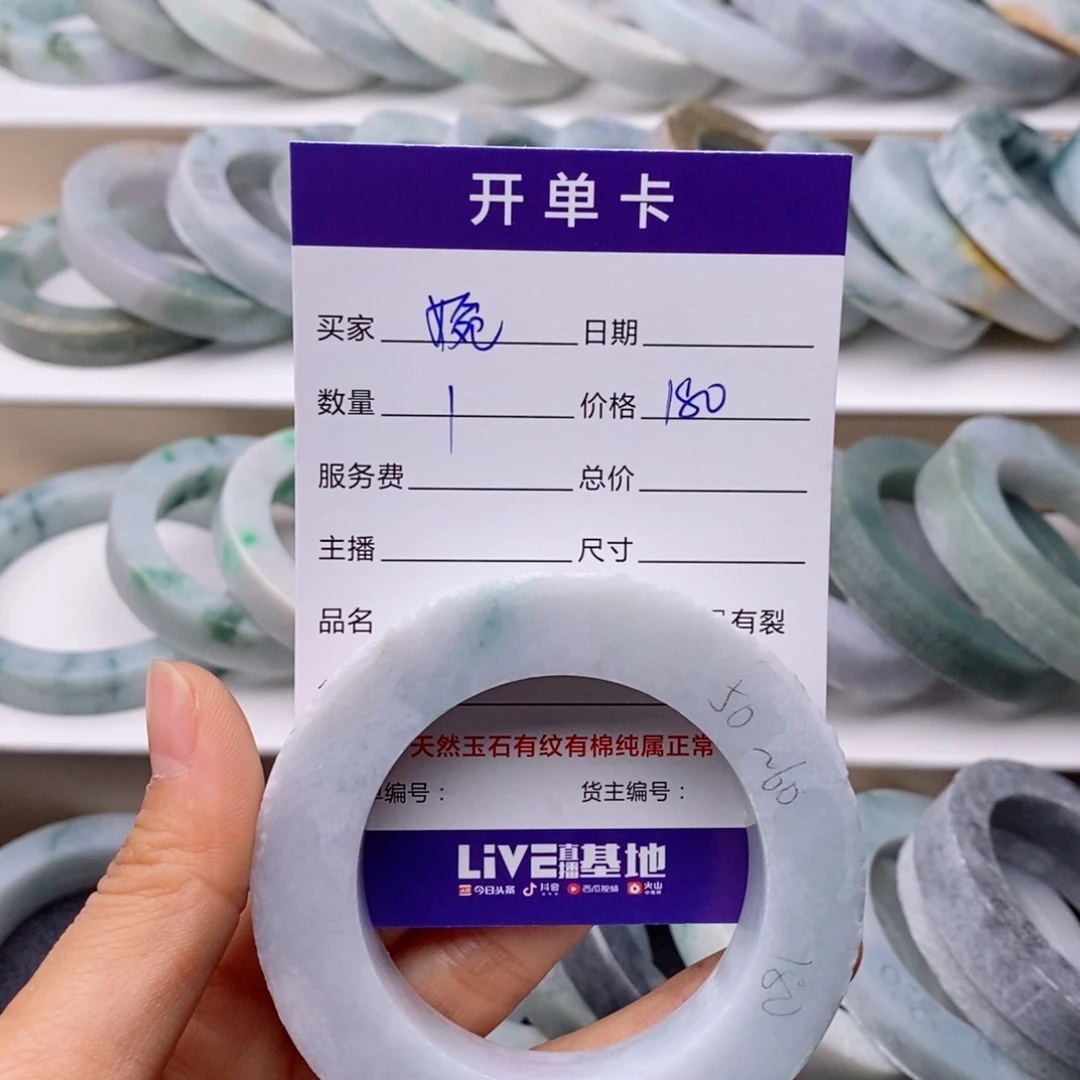 开单卡
买家 婉 日期
数量 1 价格 180
服务费 总价
主播 尺寸
品名 有裂
天然玉石有纹有棉纯属正常
编号： 货主编号：
LiVE直播基地
今日头条 抖音 西瓜视频 火山
50 260
180